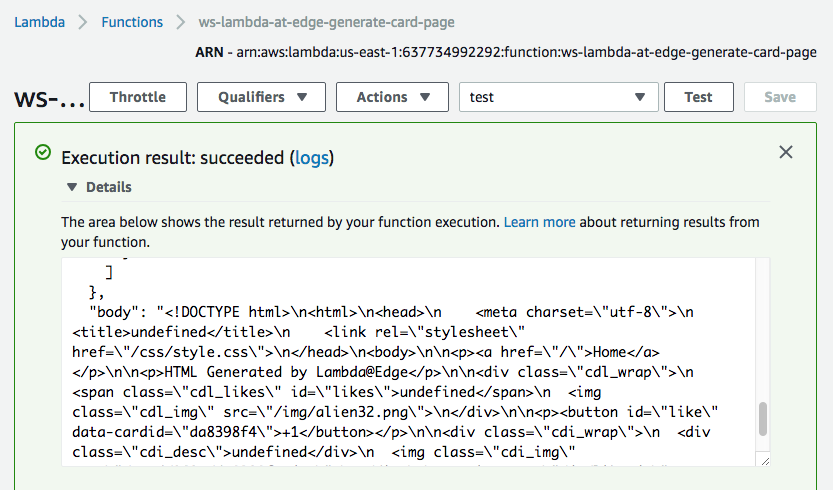 Lambda > Functions > ws-lambda-at-edge-generate-card-page
ARN - arn:aws:lambda:us-east-1:637734992292:function:ws-lambda-at-edge-generate-card-page
WS-... Throttle Qualifiers Actions test Test Save
Execution result: succeeded (logs)
Details
The area below shows the result returned by your function execution. Learn more about returning results from
your function.
]
},
"body": "<!DOCTYPE html>\n<html>\n<head>\n    <meta charset=\"utf-8\">\n
<title>undefined</title>\n    <link rel=\"stylesheet\"
href=\"/css/style.css\">\n</head>\n<body>\n\n<p><a href=\"/\">Home</a>
</p>\n\n<p>HTML Generated by Lambda@Edge</p>\n\n<div class=\"cdl_wrap\">\n
<span class=\"cdl_likes\" id=\"likes\">undefined</span>\n  <img
class=\"cdl_img\" src=\"/img/alien32.png\">\n</div>\n\n<p><button id=\"like\"
data-cardid=\"da8398f4\">+1</button></p>\n\n<div class=\"cdi_wrap\">\n  <div
class=\"cdi_desc\">undefined</div>\n  <img class=\"cdi_img\"